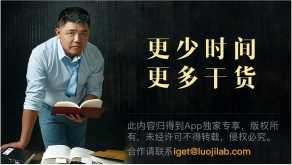 更少时间
更多干货
此内容归得到App独家专享，版权所
有，未经许可不得转载，侵权必究。
合作请联系iget@luojilab.com